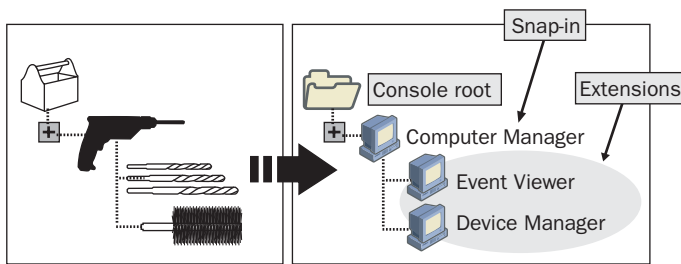 Snap-in
Console root
Extensions
Computer Manager
Event Viewer
Device Manager